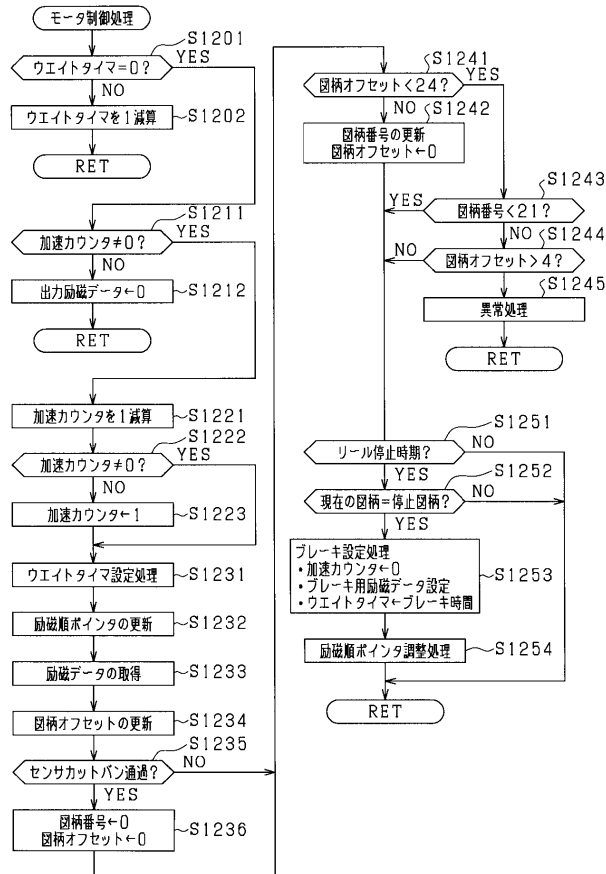 モータ制御処理
S1201
ウエイトタイマ=0?
YES
NO
ウエイトタイマを1減算
S1202
RET
S1211
加速カウンタ≠0?
YES
NO
出力励磁データ←0
S1212
RET
加速カウンタを1減算
S1221
S1222
加速カウンタ≠0?
YES
NO
加速カウンタ←1
S1223
ウエイトタイマ設定処理
S1231
励磁順ポインタの更新
S1232
励磁データの取得
S1233
図柄オフセットの更新
S1234
S1235
センサカットバン通過?
NO
YES
図柄番号←0
図柄オフセット←0
S1236
S1241
図柄オフセット<24?
YES
NO
S1242
図柄番号の更新
図柄オフセット←0
S1243
YES
図柄番号<21?
NO
S1244
NO
図柄オフセット>4?
YES
S1245
異常処理
RET
S1251
リール停止時期?
NO
YES
S1252
現在の図柄=停止図柄?
NO
YES
ブレーキ設定処理
・加速カウンタ←0
・ブレーキ用励磁データ設定
・ウエイトタイマ←ブレーキ時間
S1253
励磁順ポインタ調整処理
S1254
RET